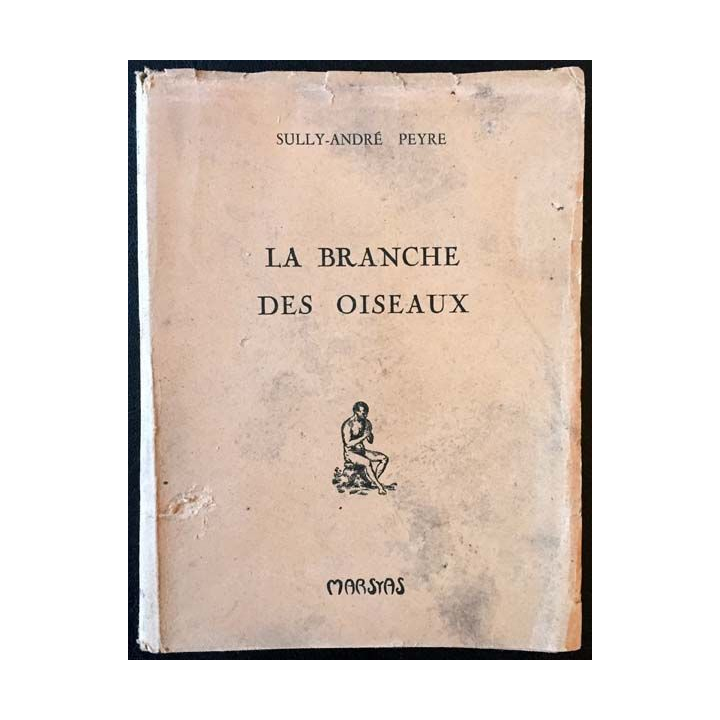 SULLY-ANDRÉ PEYRE
LA BRANCHE
DES OISEAUX
MARSYAS